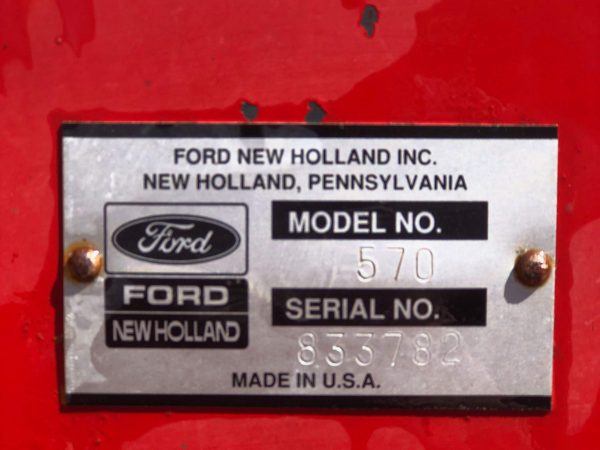 FORD NEW HOLLAND INC.
NEW HOLLAND, PENNSYLVANIA
Ford
FORD
NEW HOLLAND
MODEL NO.
570
SERIAL NO.
833782
MADE IN U.S.A.